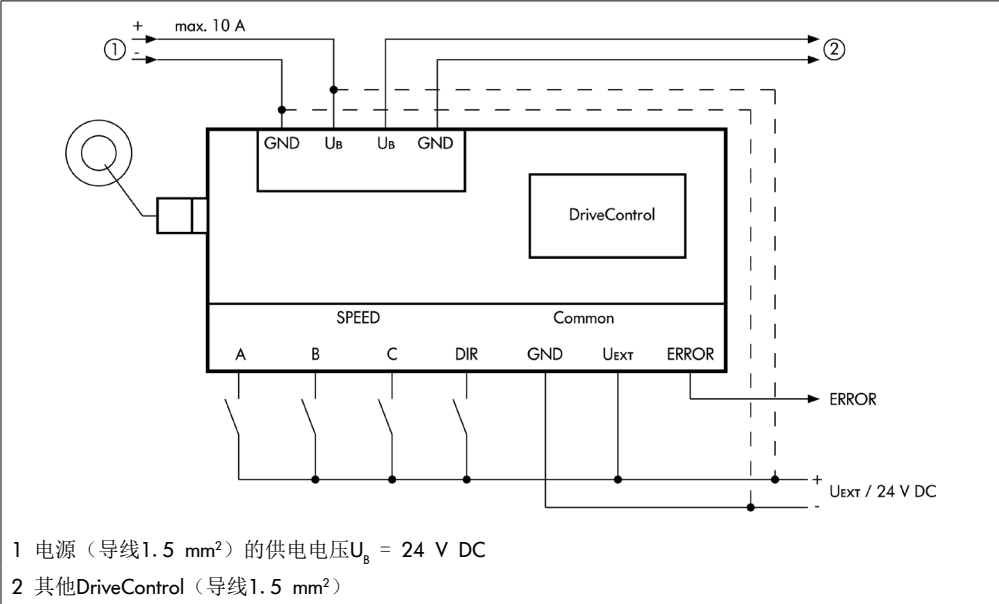 + max. 10 A
① - ②
GND UB UB GND
DriveControl
SPEED Common
A B C DIR GND UEXT ERROR
ERROR
+
UEXT / 24 V DC
-
1 电源（导线1.5 mm²）的供电电压UB = 24 V DC
2 其他DriveControl（导线1.5 mm²）